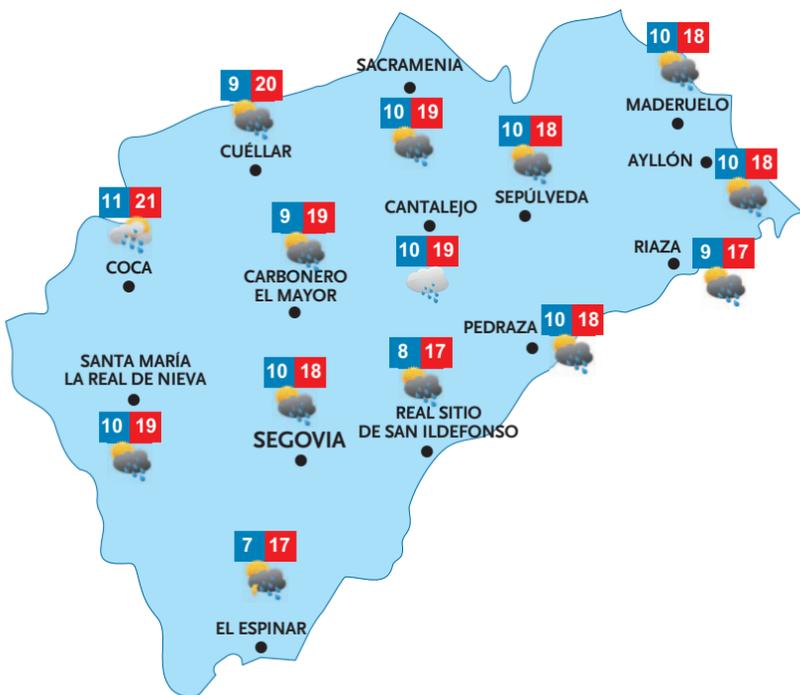 10 18
MADERUELO
SACRAMENIA
10 19
9 20
CUÉLLAR
10 18
SEPÚLVEDA
AYLLÓN
10 18
11 21
COCA
9 19
CARBONERO
EL MAYOR
CANTALEJO
10 19
RIAZA
9 17
PEDRAZA
10 18
SANTA MARÍA
LA REAL DE NIEVA
10 19
10 18
SEGOVIA
8 17
REAL SITIO
DE SAN ILDEFONSO
7 17
EL ESPINAR